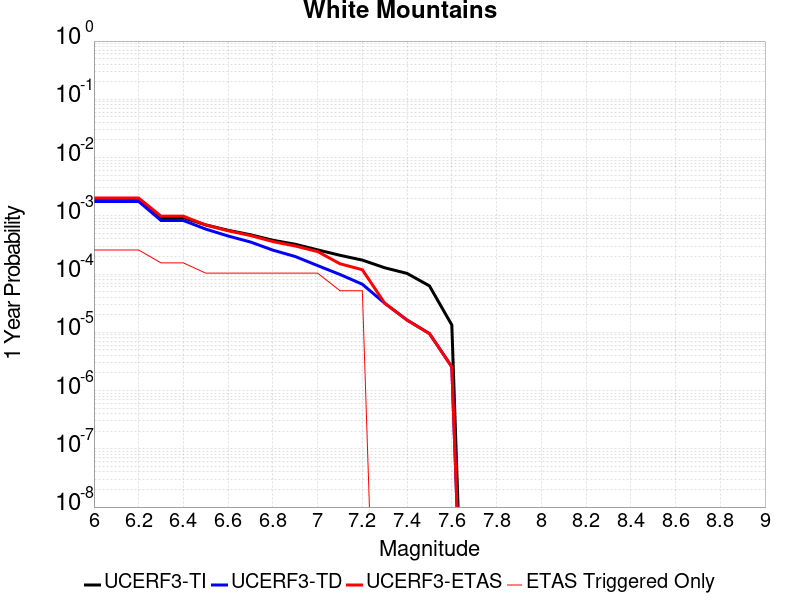 White Mountains
10^0
10^-1
10^-2
10^-3
10^-4
10^-5
10^-6
10^-7
10^-8
1 Year Probability
6 6.2 6.4 6.6 6.8 7 7.2 7.4 7.6 7.8 8 8.2 8.4 8.6 8.8 9
Magnitude
UCERF3-TI UCERF3-TD UCERF3-ETAS ETAS Triggered Only